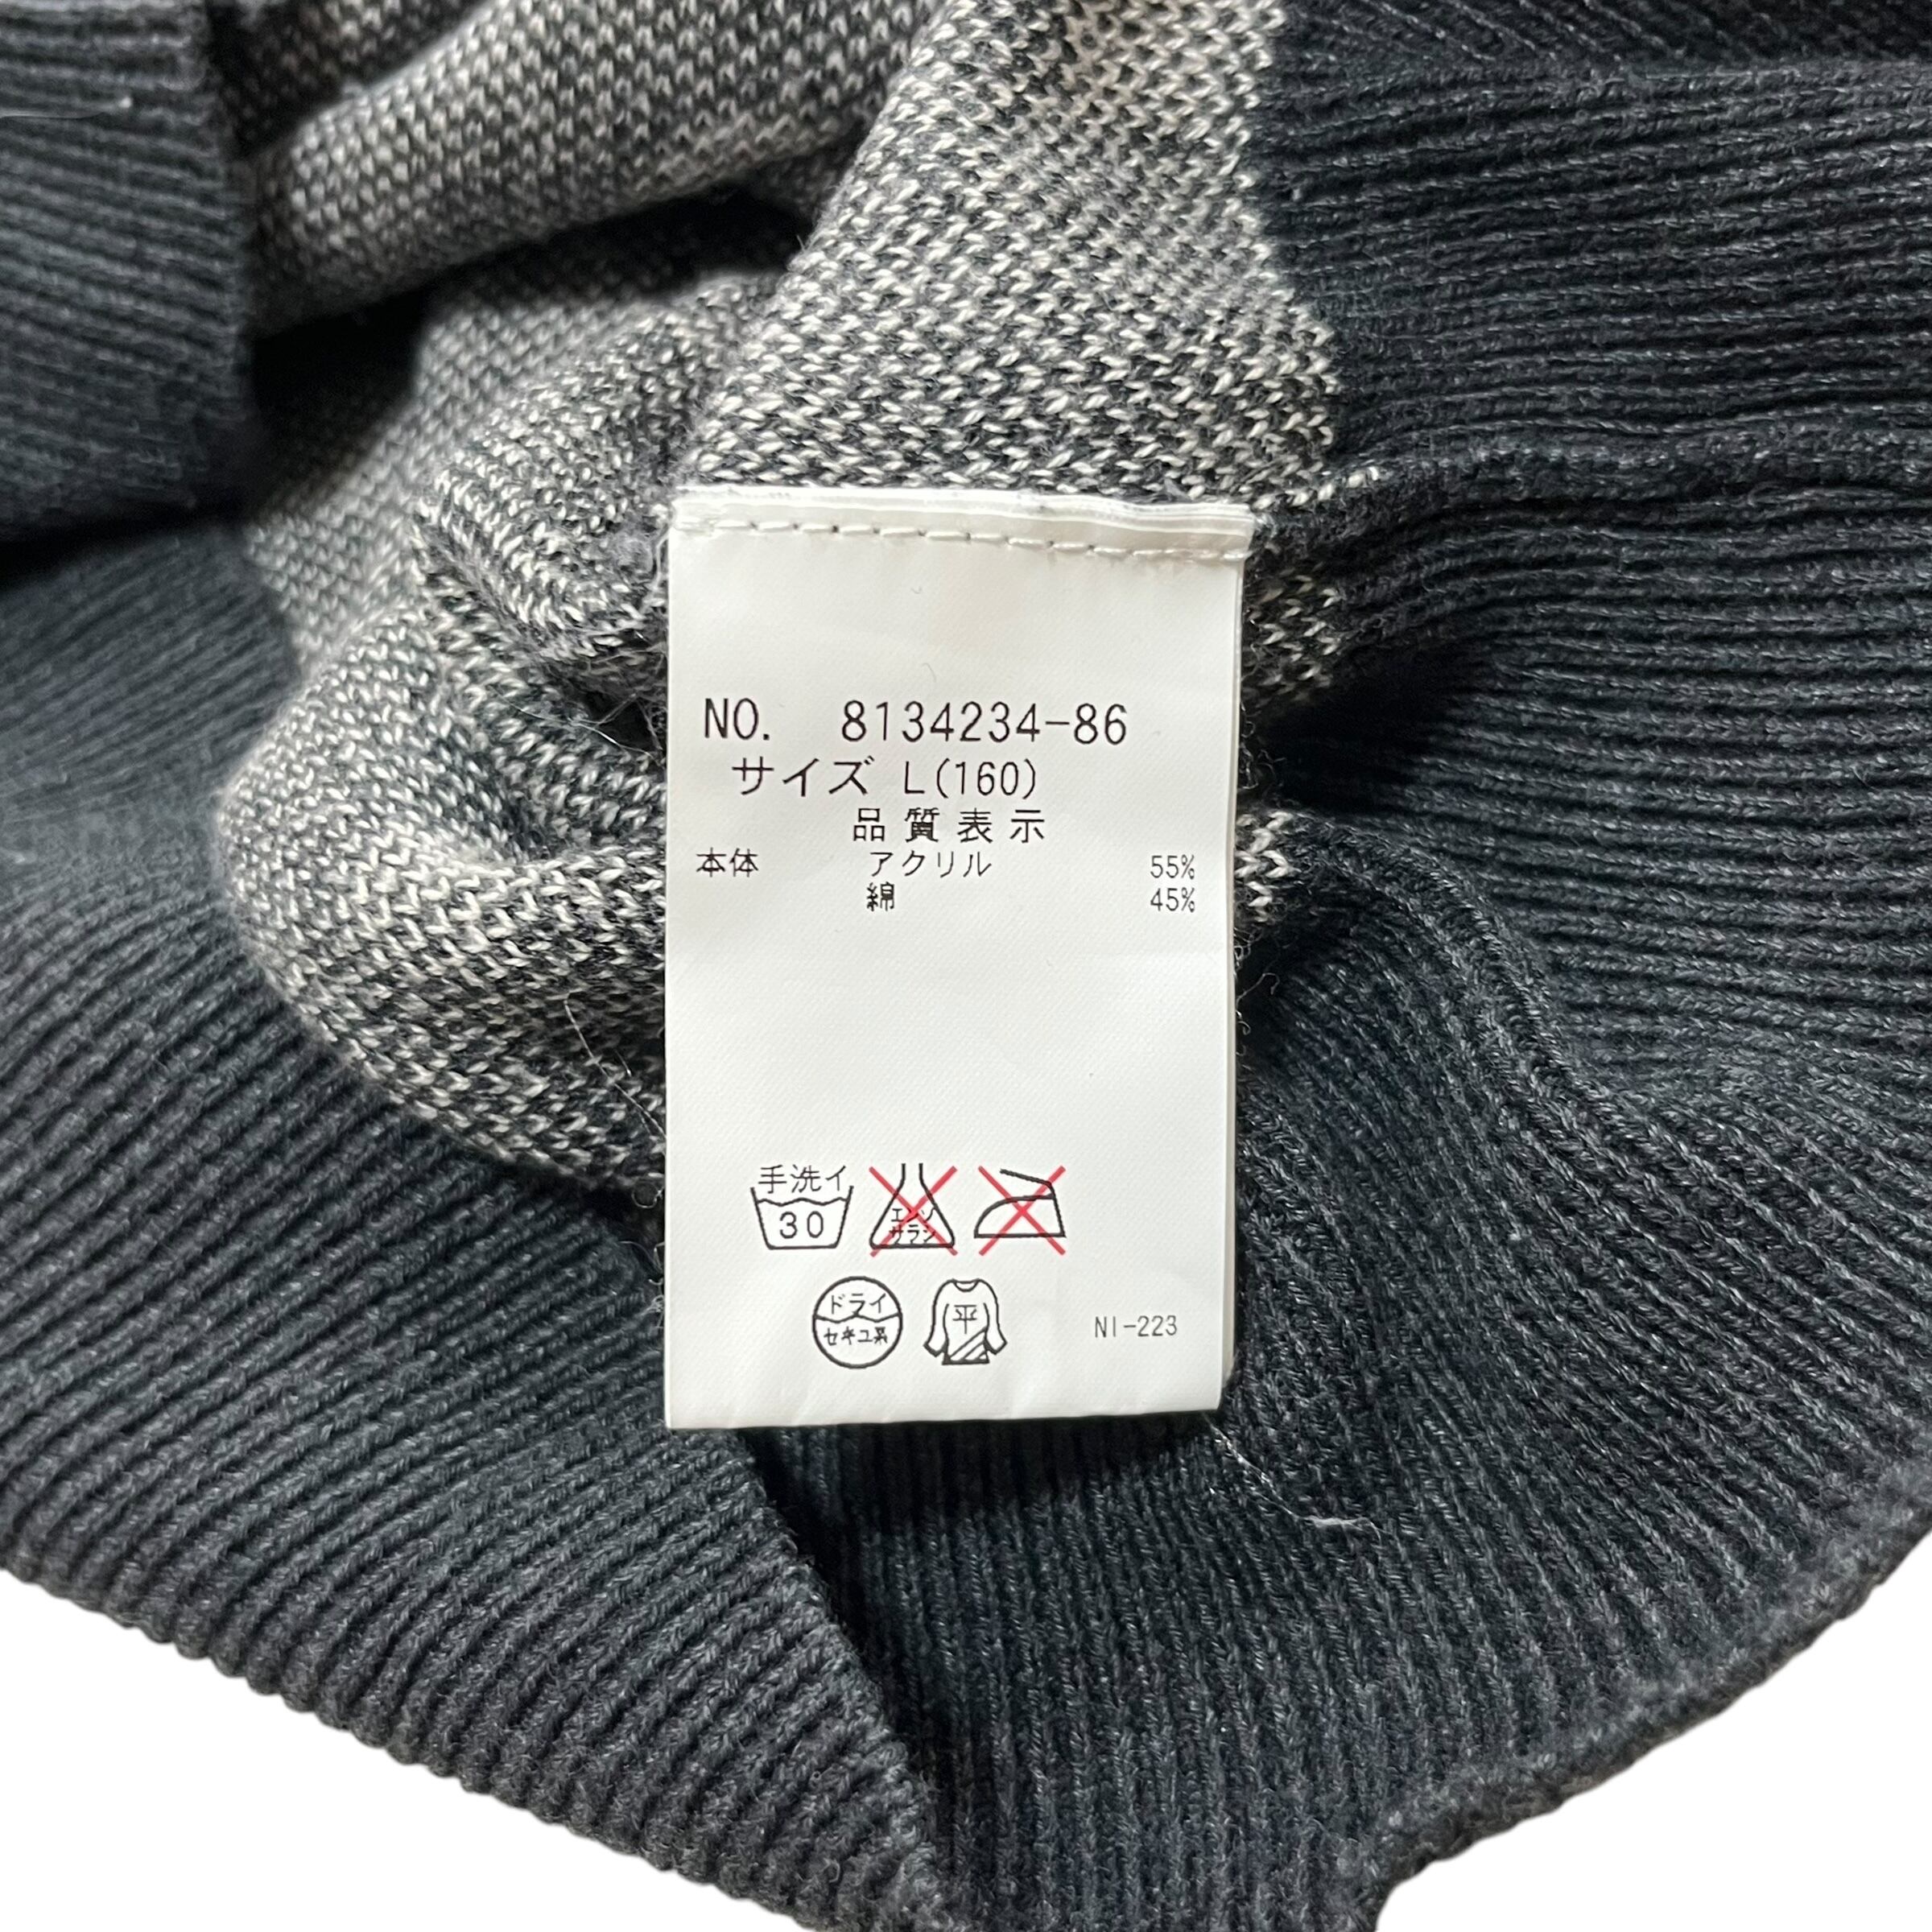 NO. 8134234-86
サイズ L(160)
品質表示
本体 アクリル 55%
綿 45%
手洗イ
30
エンソ
サラシ
ドライ
セキユ系
平
NI-223